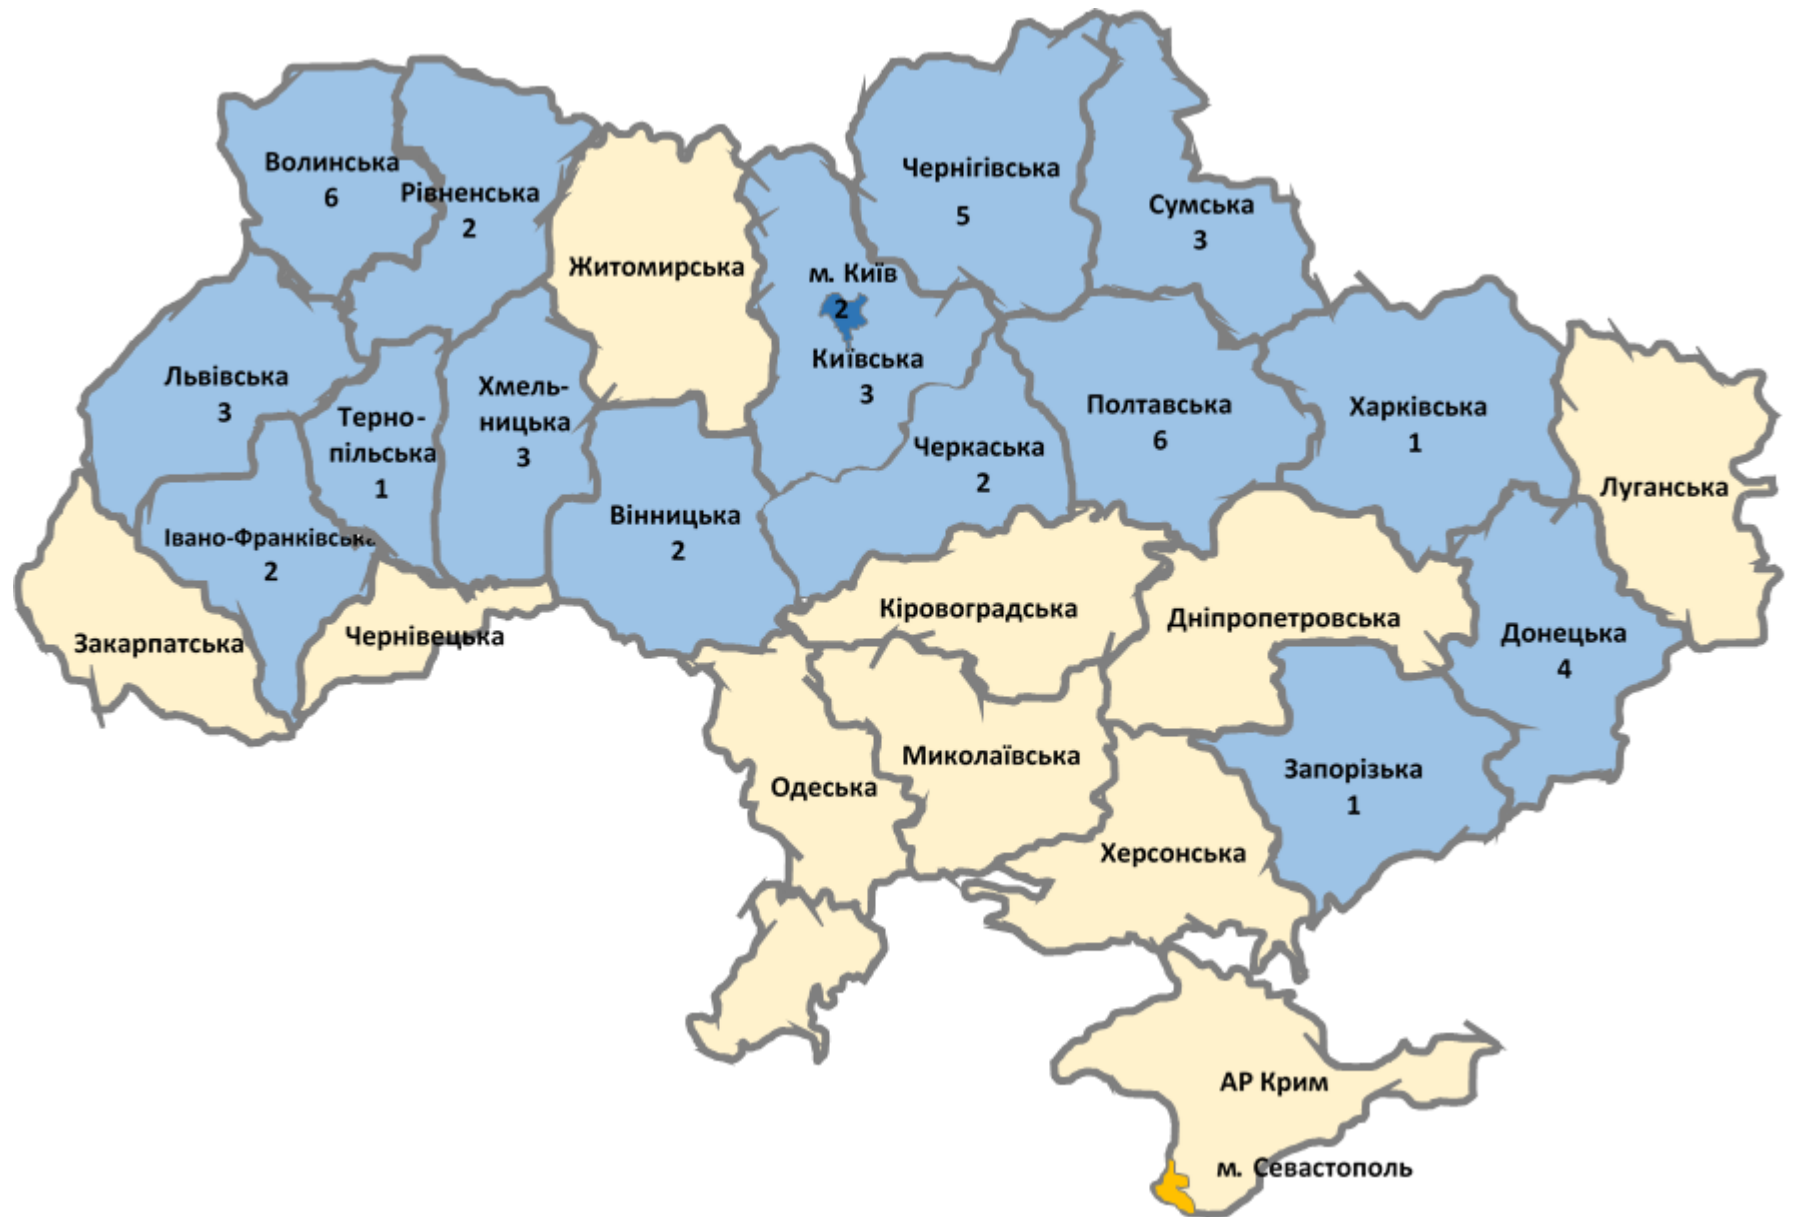 Волинська
6
Рівненська
2
Житомирська
Чернігівська
5
Сумська
3
м. Київ
2
Київська
3
Львівська
3
Терно-
пільська
1
Хмель-
ницька
3
Вінницька
2
Черкаська
2
Полтавська
6
Харківська
1
Луганська
Івано-Франківська
2
Закарпатська
Чернівецька
Кіровоградська
Дніпропетровська
Донецька
4
Одеська
Миколаївська
Запорізька
1
Херсонська
АР Крим
м. Севастополь